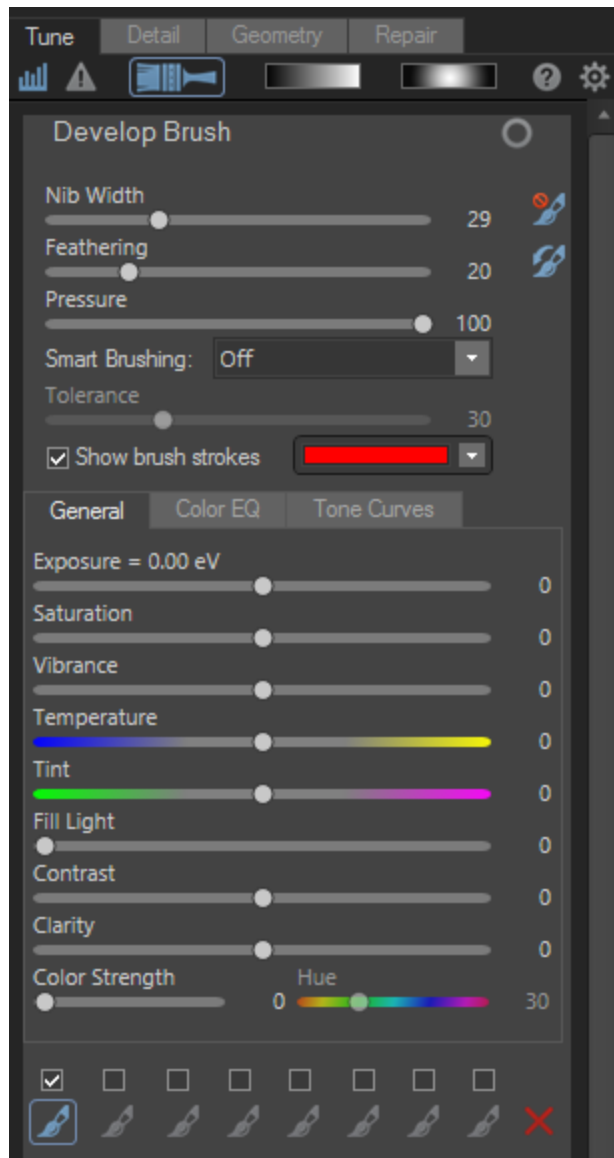 Tune Detail Geometry Repair
Develop Brush
Nib Width
29
Feathering
20
Pressure
100
Smart Brushing: Off
Tolerance
30
Show brush strokes
General Color EQ Tone Curves
Exposure = 0.00 eV
0
Saturation
0
Vibrance
0
Temperature
0
Tint
0
Fill Light
0
Contrast
0
Clarity
0
Color Strength Hue
0 30